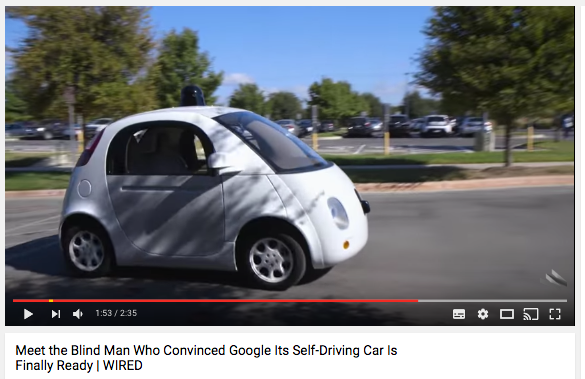 1:53 / 2:35
Meet the Blind Man Who Convinced Google Its Self-Driving Car Is
Finally Ready | WIRED